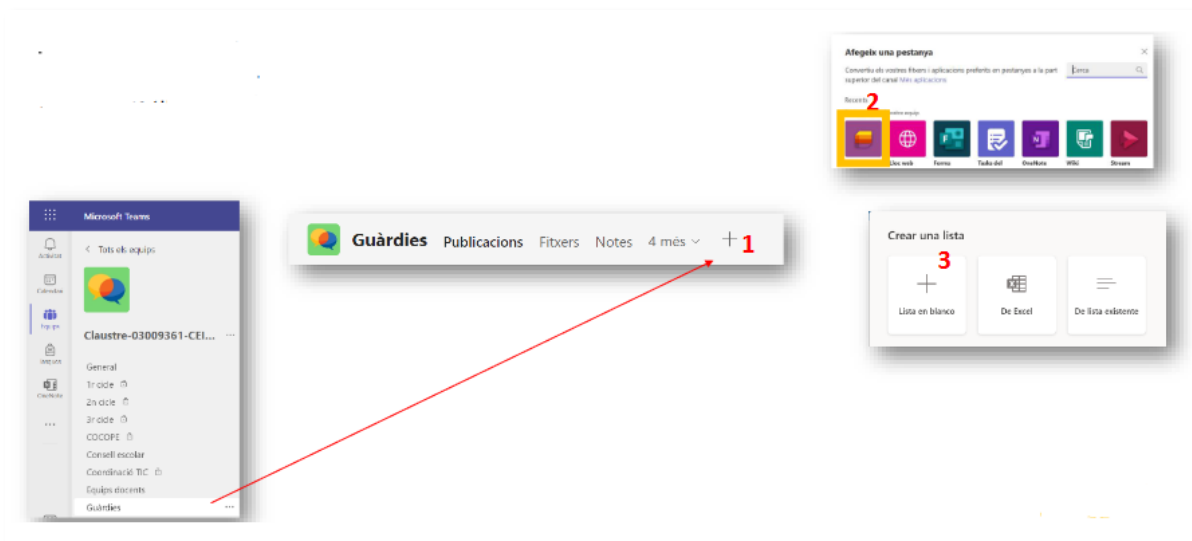 Afegeix una pestanya
Convertiu els vostres fitxers i aplicacions preferits en pestanyes a la part
superior del canal Més aplicacions
Cerca
Recents
2
Lloc web Forms Tasks del OneNote Wiki Stream
Microsoft Teams
Activitat
Calendari
Equips
OneNote
< Tots els equips
Claustre-03009361-CEI... ...
General
1r cicle
2n cicle
3r cicle
COCOPE
Consell escolar
Coordinació TIC
Equips docents
Guàrdies ...
Guàrdies Publicacions Fitxers Notes 4 més + 1
Crear una lista
3
Lista en blanco De Excel De lista existente